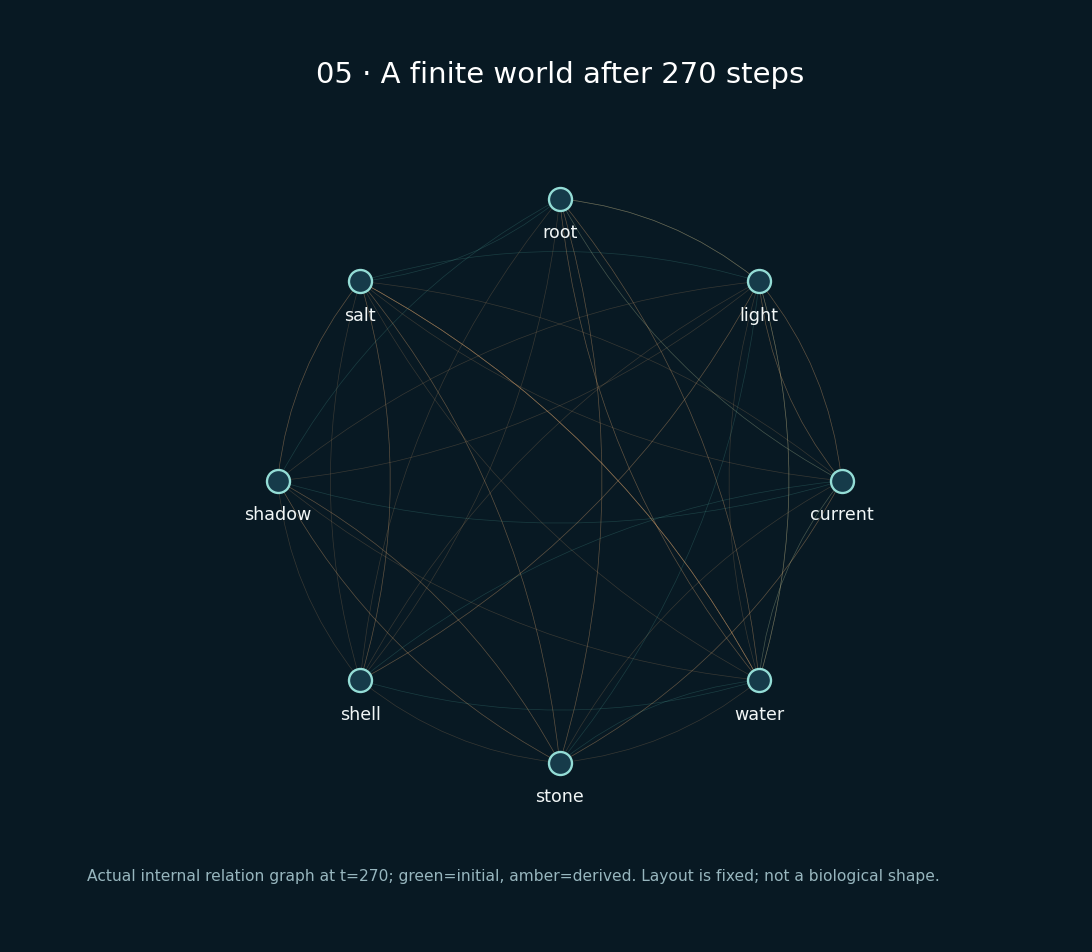 05 · A finite world after 270 steps
root
salt
light
shadow
current
shell
water
stone
Actual internal relation graph at t=270; green=initial, amber=derived. Layout is fixed; not a biological shape.